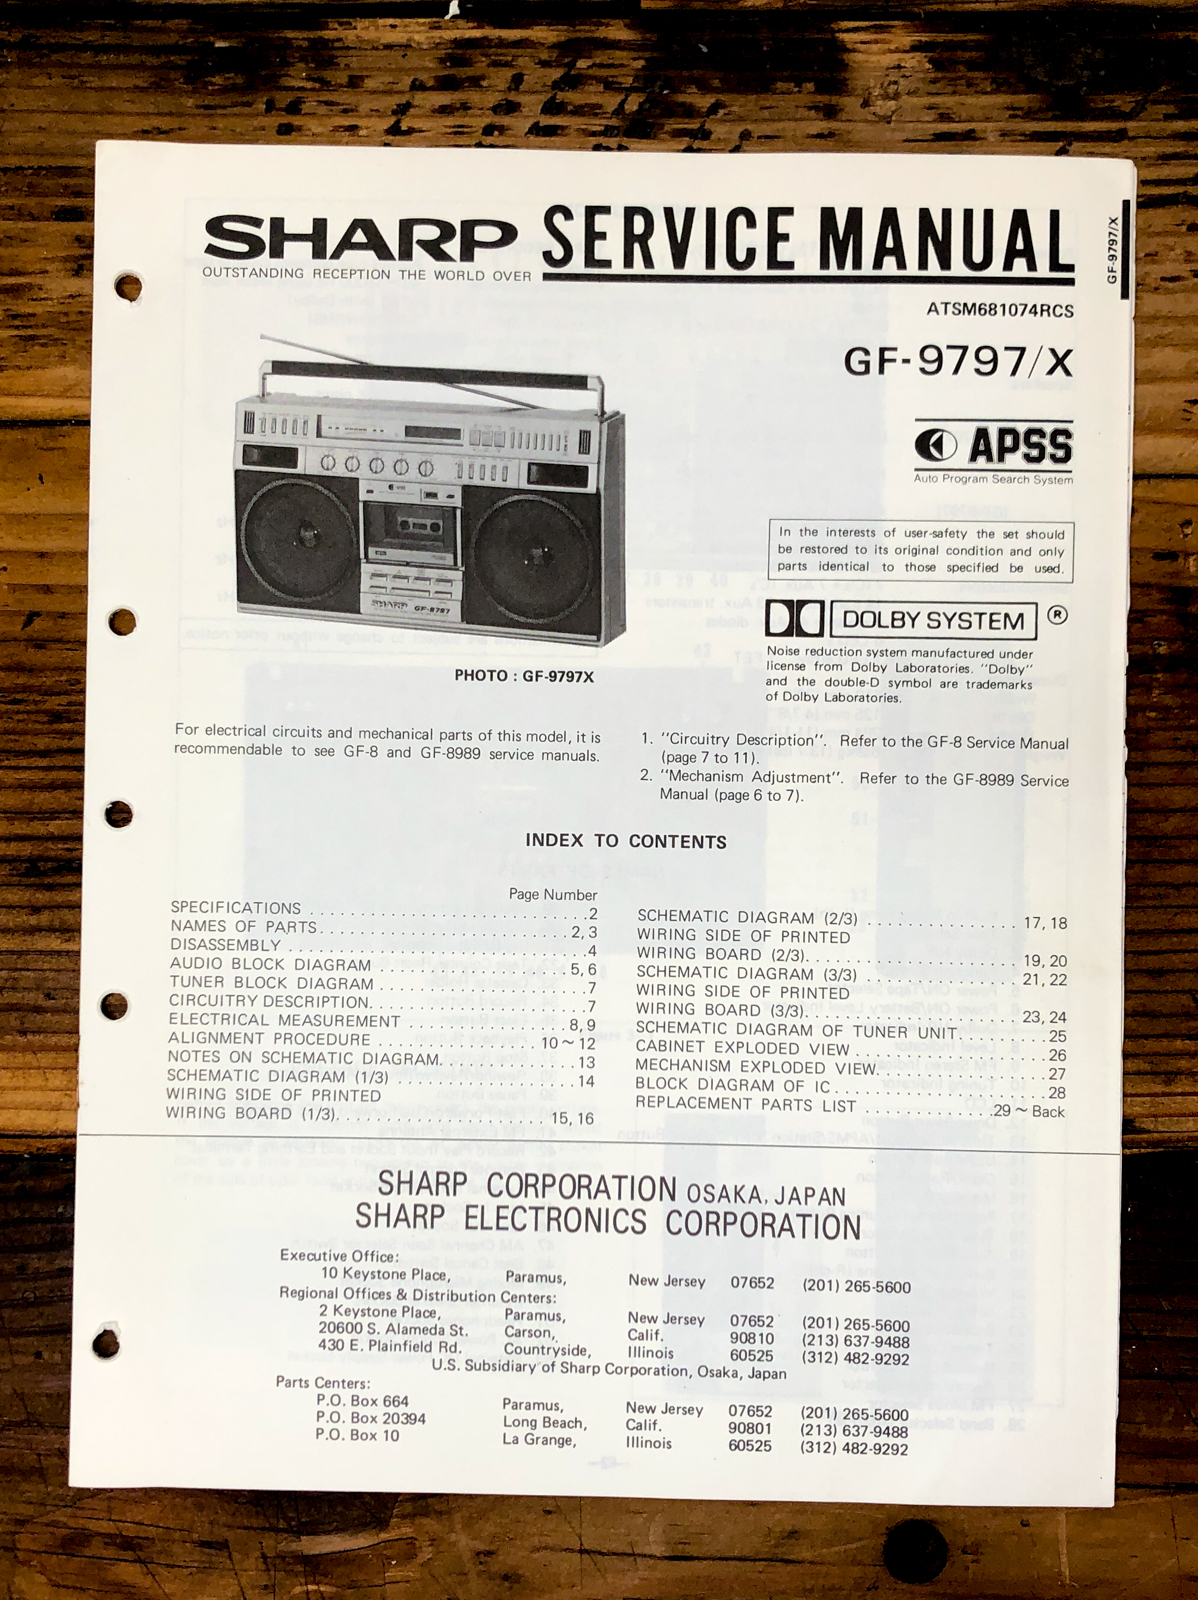 SHARP SERVICE MANUAL
OUTSTANDING RECEPTION THE WORLD OVER
GF-9797/X
ATSM681074RCS
GF-9797/X
APSS
Auto Program Search System
In the interests of user-safety the set should
be restored to its original condition and only
parts identical to those specified be used.
DOLBY SYSTEM ®
Noise reduction system manufactured under
license from Dolby Laboratories. "Dolby"
and the double-D symbol are trademarks
of Dolby Laboratories.
SHARP GF-9797
PHOTO : GF-9797X
For electrical circuits and mechanical parts of this model, it is
recommendable to see GF-8 and GF-8989 service manuals.
1. "Circuitry Description". Refer to the GF-8 Service Manual
(page 7 to 11).
2. "Mechanism Adjustment". Refer to the GF-8989 Service
Manual (page 6 to 7).
INDEX TO CONTENTS
Page Number
SPECIFICATIONS . . . . . . . . . . . . . . . . . . . . . . . . . . .2
NAMES OF PARTS. . . . . . . . . . . . . . . . . . . . . . . . 2, 3
DISASSEMBLY . . . . . . . . . . . . . . . . . . . . . . . . . . . . .4
AUDIO BLOCK DIAGRAM . . . . . . . . . . . . . . . . . . 5, 6
TUNER BLOCK DIAGRAM . . . . . . . . . . . . . . . . . . . .7
CIRCUITRY DESCRIPTION. . . . . . . . . . . . . . . . . . . . .7
ELECTRICAL MEASUREMENT . . . . . . . . . . . . . . . 8, 9
ALIGNMENT PROCEDURE . . . . . . . . . . . . . . . 10 ~ 12
NOTES ON SCHEMATIC DIAGRAM. . . . . . . . . . . . . 13
SCHEMATIC DIAGRAM (1/3) . . . . . . . . . . . . . . . . . 14
WIRING SIDE OF PRINTED
WIRING BOARD (1/3). . . . . . . . . . . . . . . . . . . . 15, 16
SCHEMATIC DIAGRAM (2/3) . . . . . . . . . . . . . . 17, 18
WIRING SIDE OF PRINTED
WIRING BOARD (2/3). . . . . . . . . . . . . . . . . . . . 19, 20
SCHEMATIC DIAGRAM (3/3) . . . . . . . . . . . . . . 21, 22
WIRING SIDE OF PRINTED
WIRING BOARD (3/3). . . . . . . . . . . . . . . . . . . . 23, 24
SCHEMATIC DIAGRAM OF TUNER UNIT. . . . . . . . . . 25
CABINET EXPLODED VIEW . . . . . . . . . . . . . . . . . . 26
MECHANISM EXPLODED VIEW. . . . . . . . . . . . . . . . 27
BLOCK DIAGRAM OF IC . . . . . . . . . . . . . . . . . . . . 28
REPLACEMENT PARTS LIST . . . . . . . . . . . .29 ~ Back
SHARP CORPORATION OSAKA, JAPAN
SHARP ELECTRONICS CORPORATION
Executive Office:
10 Keystone Place, Paramus, New Jersey 07652 (201) 265-5600
Regional Offices & Distribution Centers:
2 Keystone Place, Paramus, New Jersey 07652 (201) 265-5600
20600 S. Alameda St. Carson, Calif. 90810 (213) 637-9488
430 E. Plainfield Rd. Countryside, Illinois 60525 (312) 482-9292
U.S. Subsidiary of Sharp Corporation, Osaka, Japan
Parts Centers:
P.O. Box 664 Paramus, New Jersey 07652 (201) 265-5600
P.O. Box 20394 Long Beach, Calif. 90801 (213) 637-9488
P.O. Box 10 La Grange, Illinois 60525 (312) 482-9292